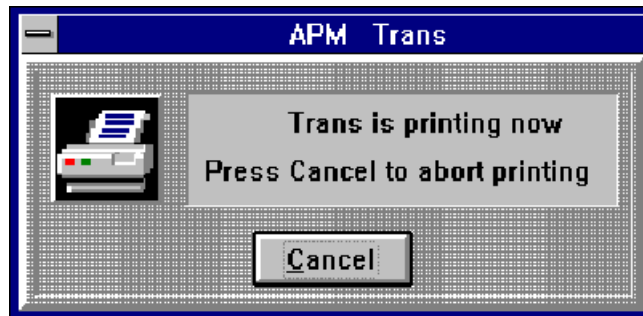 APM Trans
Trans is printing now
Press Cancel to abort printing
Cancel